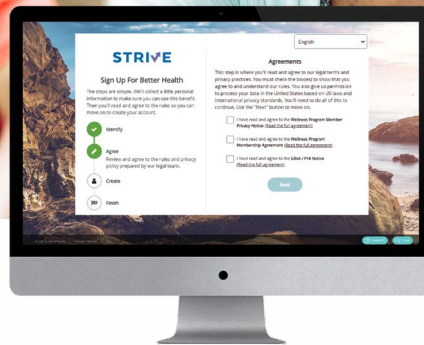 English
STRIVE
Sign Up For Better Health
The steps are simple. We'll collect a little personal
information to make sure you can use this benefit.
Then you'll read and agree to the rules so you can
move on to create your account.
Identify
Agree
Review and agree to the rules and privacy
policy prepared by our legal team.
Create
Finish
Agreements
This step is where you'll read and agree to our legal terms and
privacy practices. You must check the box(es) to show that you
agree to and understand our rules. You also give us permission
to process your data in the United States based on US laws and
international privacy standards. You'll need to do all of this to
continue. Use the "Next" button to move on.
I have read and agree to the Wellness Program Member
Privacy Notice (Read the full agreement)
I have read and agree to the Wellness Program
Membership Agreement (Read the full agreement)
I have read and agree to the GINA / PHI Notice
(Read the full agreement)
Next